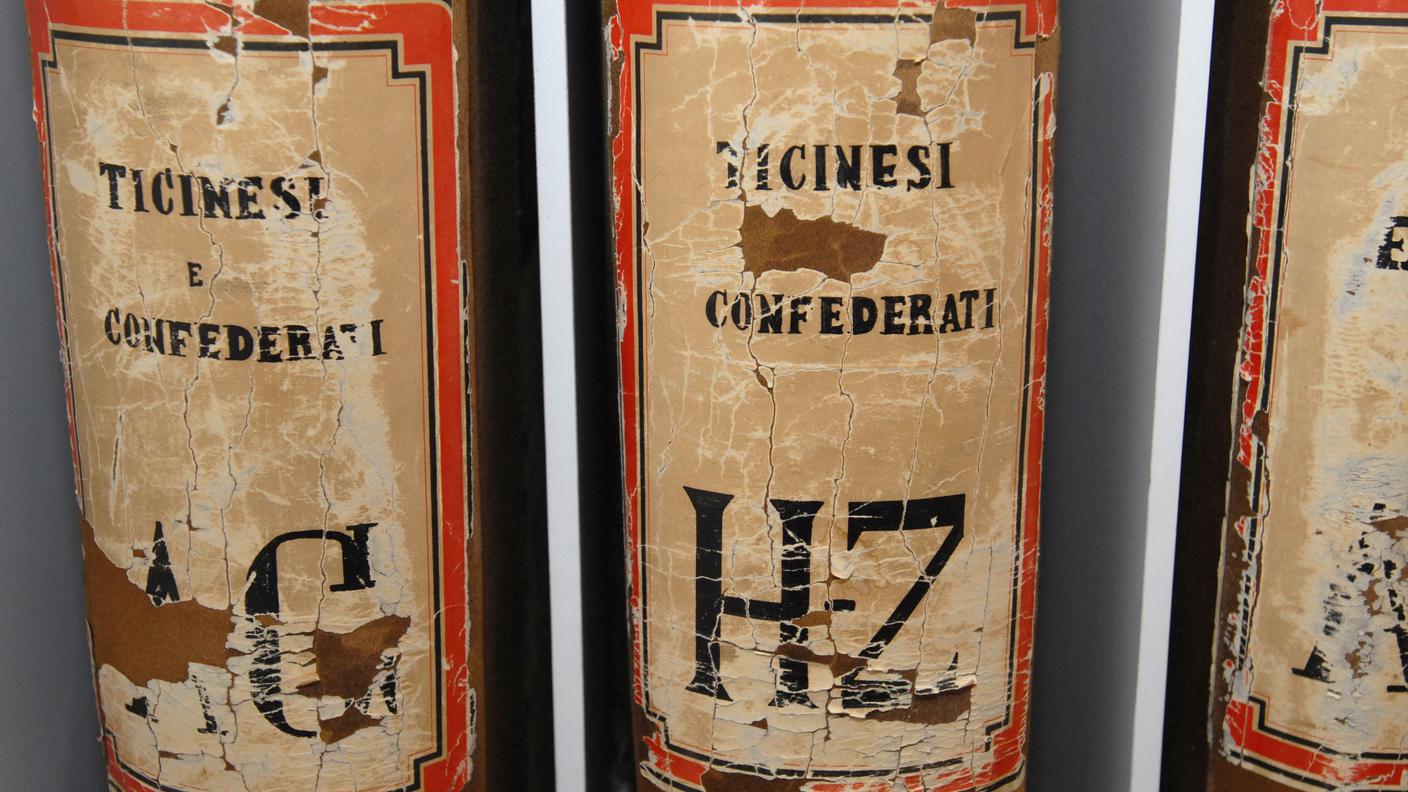 TICINESI
E
CONFEDERATI
A G
TICINESI
CONFEDERATI
H-Z
E
A